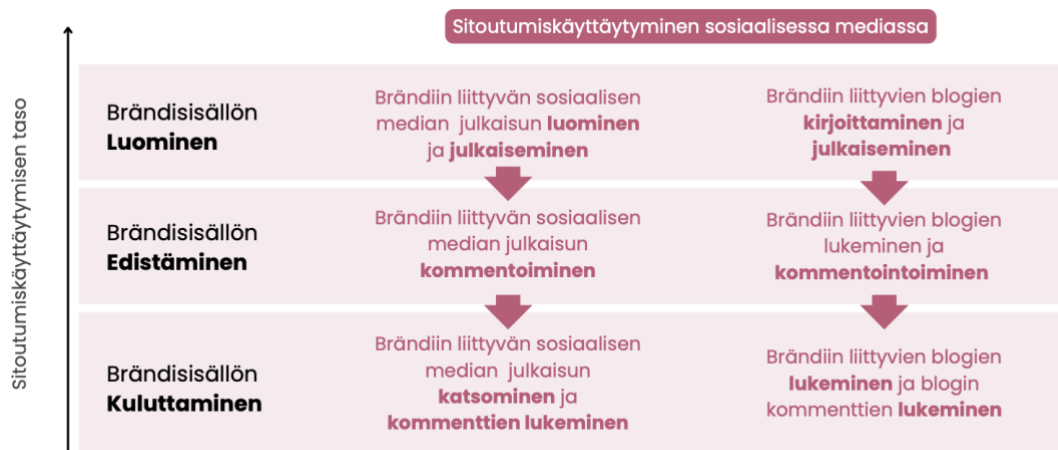 Sitoutumiskäyttäytyminen sosiaalisessa mediassa
Sitoutumiskäyttäytymisen taso
Brändisisällön
Luominen
Brändiin liittyvän sosiaalisen
median julkaisun luominen
ja julkaiseminen
Brändiin liittyvien blogien
kirjoittaminen ja
julkaiseminen
Brändisisällön
Edistäminen
Brändiin liittyvän sosiaalisen
median julkaisun
kommentoiminen
Brändiin liittyvien blogien
lukeminen ja
kommentointoiminen
Brändisisällön
Kuluttaminen
Brändiin liittyvän sosiaalisen
median julkaisun
katsominen ja
kommenttien lukeminen
Brändiin liittyvien blogien
lukeminen ja blogin
kommenttien lukeminen